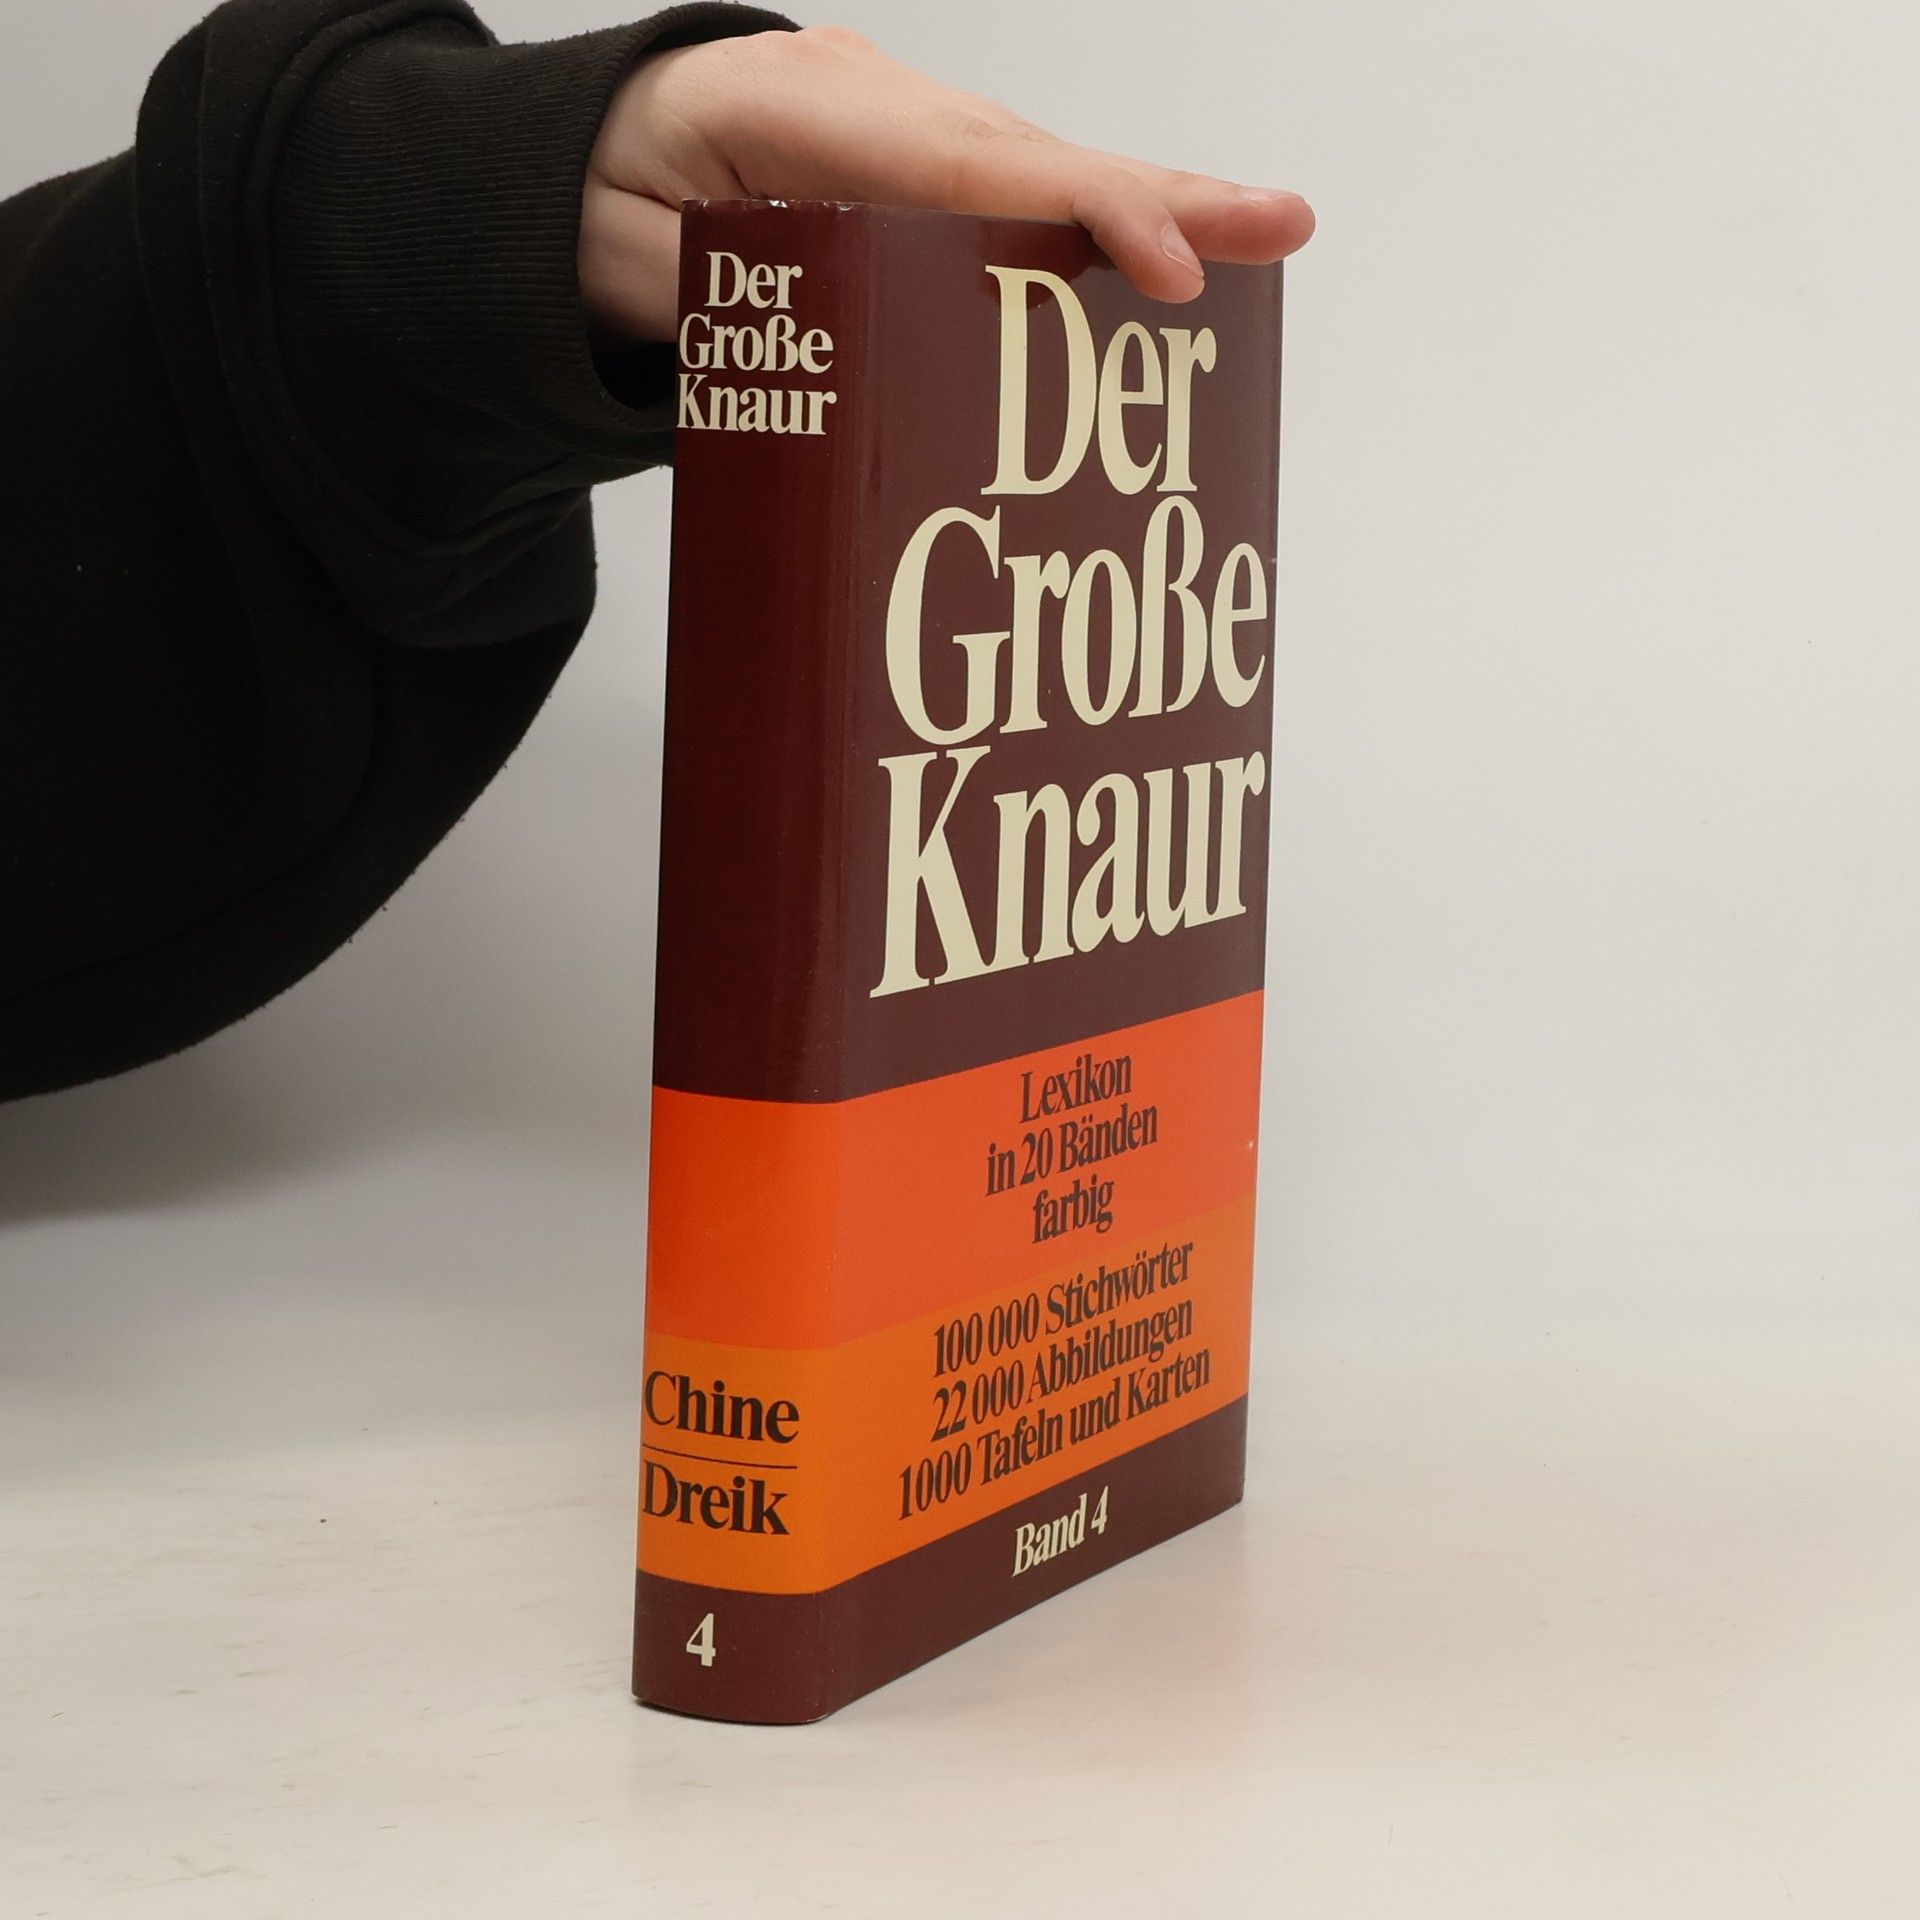 Der
Große
Knaur
Chine
Dreik
4
Der
Große
Knaur
Lexikon
in 20 Bänden
farbig
100 000 Stichwörter
22 000 Abbildungen
1000 Tafeln und Karten
Band 4